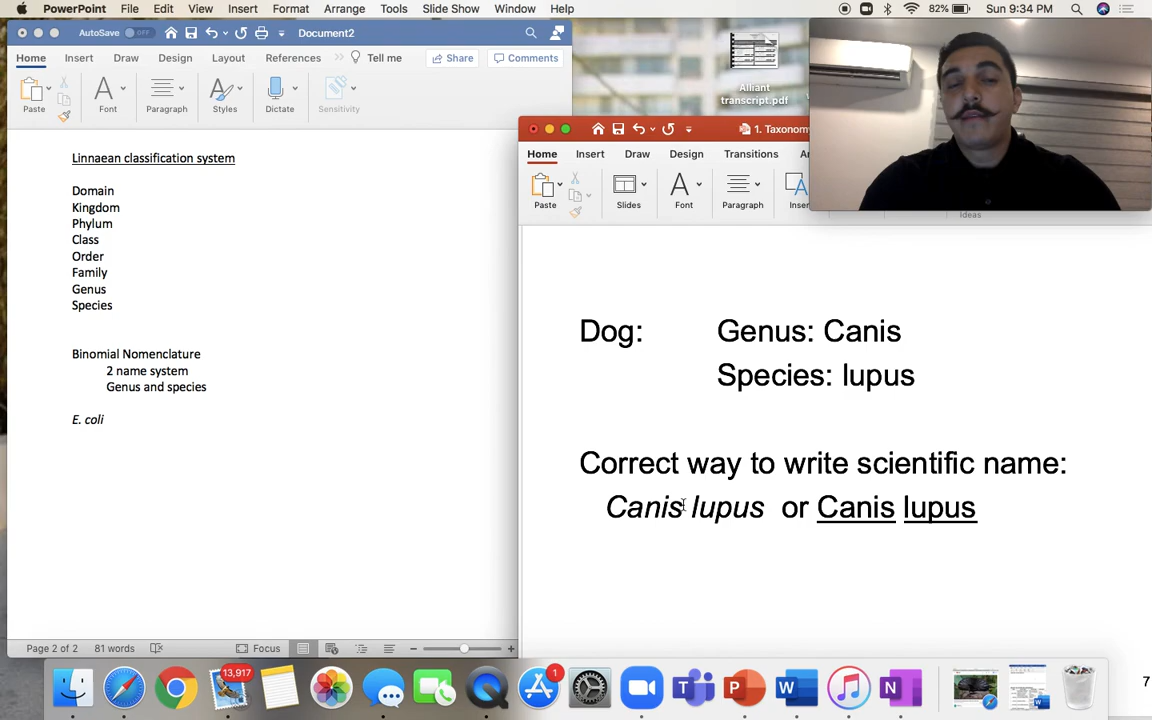 PowerPoint File Edit View Insert Format Arrange Tools Slide Show Window Help 82% Sun 9:34 PM
AutoSave OFF Document2
Home Insert Draw Design Layout References Tell me Share Comments
Paste Font Paragraph Styles Dictate Sensitivity
Linnaean classification system
Domain
Kingdom
Phylum
Class
Order
Family
Genus
Species
Binomial Nomenclature
2 name system
Genus and species
E. coli
Page 2 of 2 81 words Focus
Alliant
transcript.pdf
1. Taxonomy
Home Insert Draw Design Transitions
Paste Slides Font Paragraph
Ideas
Dog: Genus: Canis
Species: lupus
Correct way to write scientific name:
Canis lupus or Canis lupus
7
13,917
1